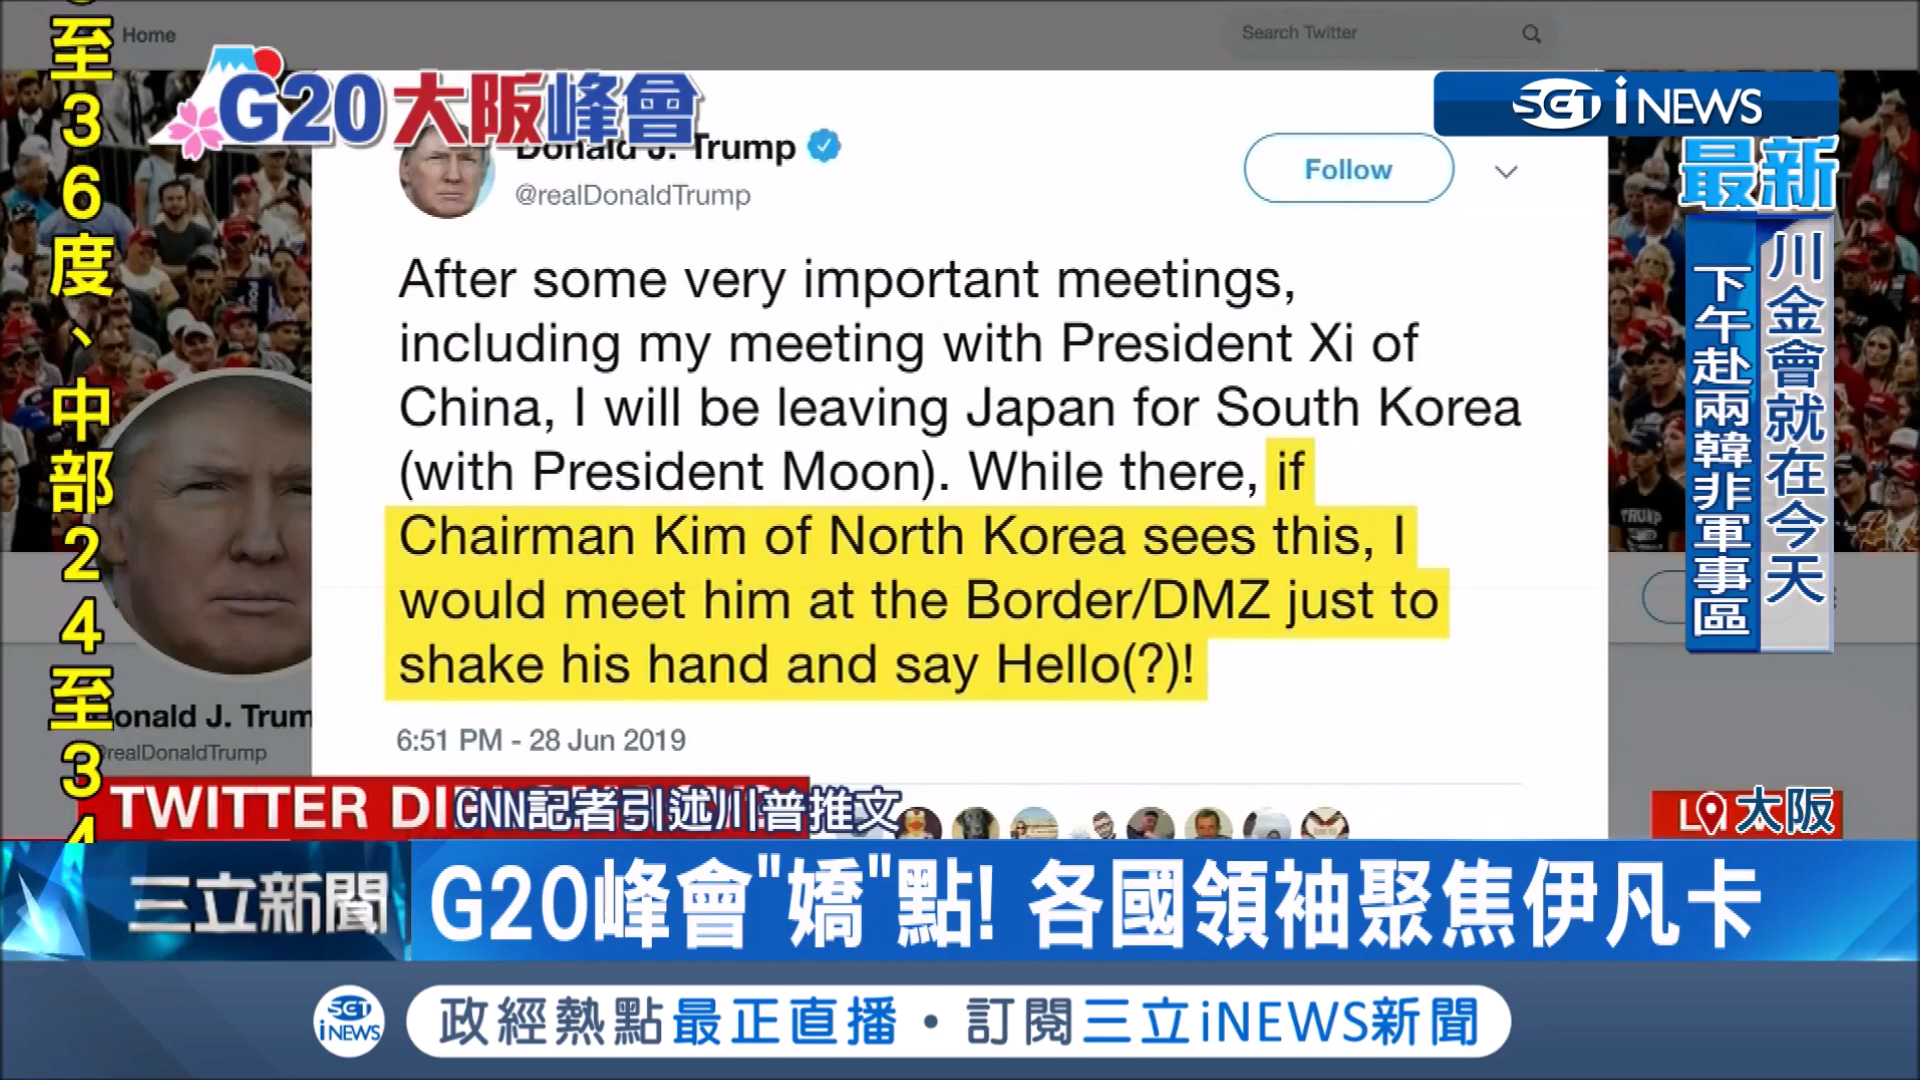 至36度、中部24至34
Home
Search Twitter
G20大阪峰會
SET iNEWS
Donald J. Trump
@realDonaldTrump
Follow
最新
川金會就在今天
下午赴兩韓非軍事區
After some very important meetings,
including my meeting with President Xi of
China, I will be leaving Japan for South Korea
(with President Moon). While there, if
Chairman Kim of North Korea sees this, I
would meet him at the Border/DMZ just to
shake his hand and say Hello(?)!
6:51 PM - 28 Jun 2019
onald J. Trum
realDonaldTrump
TRUMP
TWITTER DI
CNN記者引述川普推文
大阪
三立新聞
G20峰會"嬌"點! 各國領袖聚焦伊凡卡
SET iNEWS
政經熱點最正直播・訂閱三立iNEWS新聞